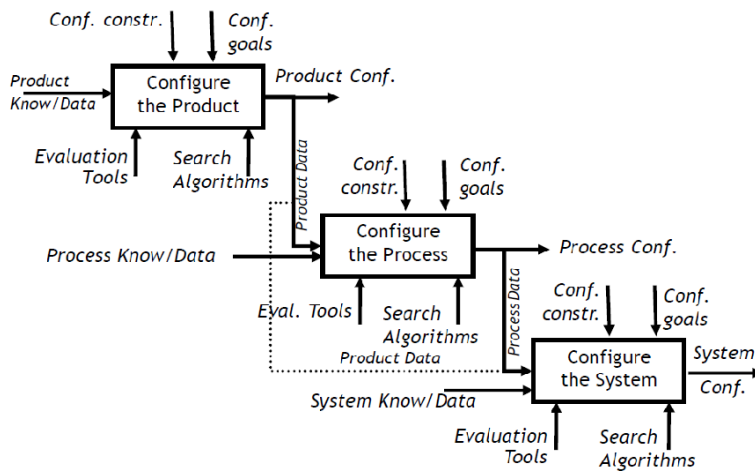 Conf. constr.
Conf.
goals
Product
Know/Data
Configure
the Product
Product Conf.
Evaluation
Tools
Search
Algorithms
Product Data
Conf.
constr.
Conf.
goals
Process Know/Data
Configure
the Process
Process Conf.
Eval. Tools
Search
Algorithms
Product Data
Process Data
Conf.
constr.
Conf.
goals
System Know/Data
Configure
the System
System
Conf.
Evaluation
Tools
Search
Algorithms